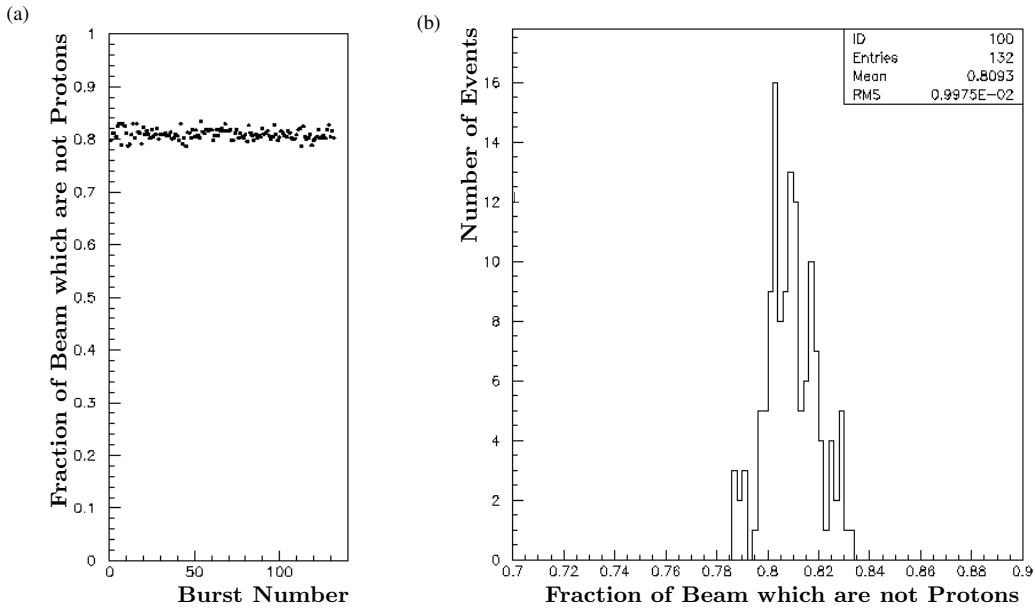 (a)
Fraction of Beam which are not Protons
1
0.9
0.8
0.7
0.6
0.5
0.4
0.3
0.2
0.1
0
0 50 100
Burst Number
(b)
Number of Events
ID 100
Entries 132
Mean 0.8093
RMS 0.9975E-02
16
14
12
10
8
6
4
2
0
0.7 0.72 0.74 0.76 0.78 0.8 0.82 0.84 0.86 0.88 0.9
Fraction of Beam which are not Protons